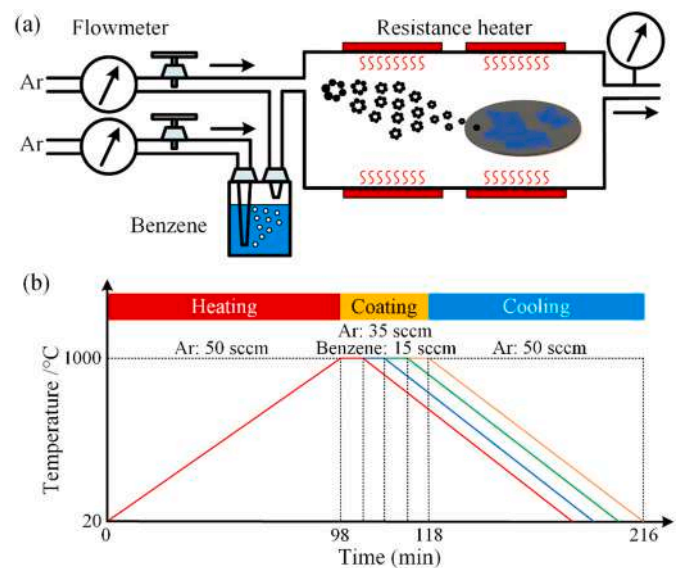 (a)
Flowmeter
Resistance heater
Ar
Ar
Benzene
(b)
Heating
Coating
Cooling
Ar: 50 sccm
Ar: 35 sccm
Benzene: 15 sccm
Ar: 50 sccm
Temperature /°C
1000
20
0
98
118
216
Time (min)